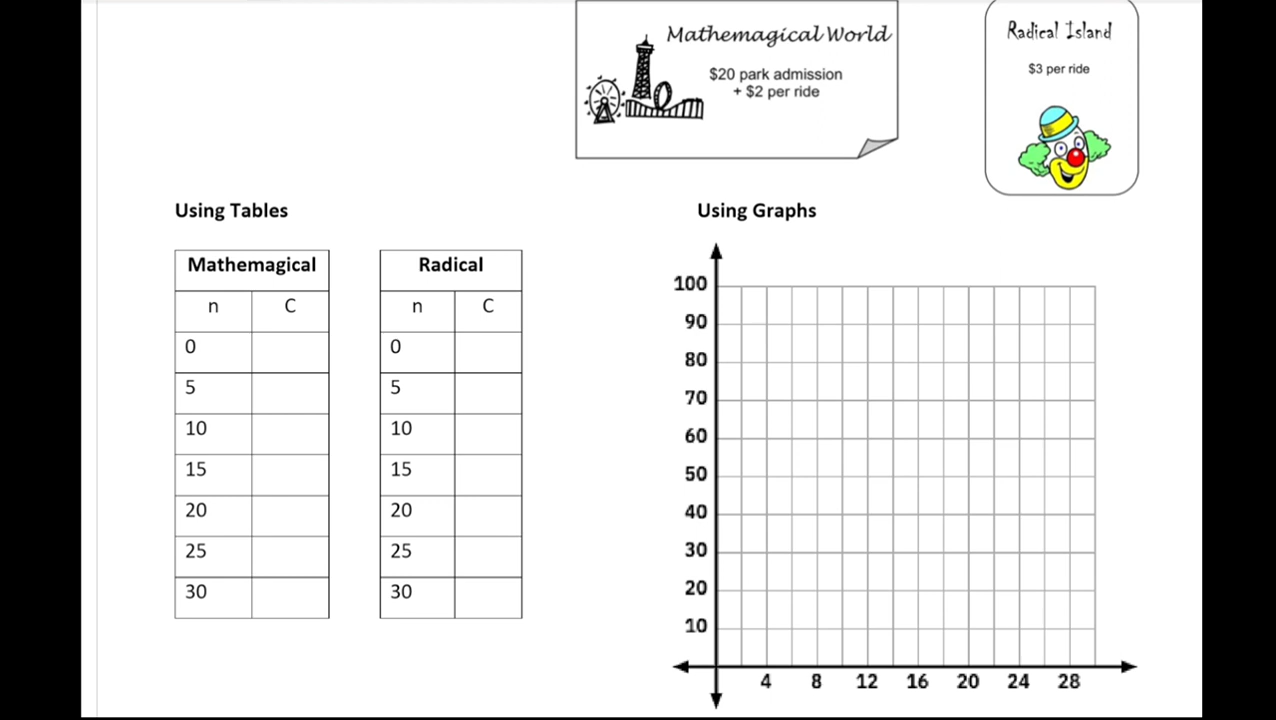 Mathemagical World
$20 park admission
+ $2 per ride
Radical Island
$3 per ride
Using Tables
Mathemagical
n C
0
5
10
15
20
25
30
Radical
n C
0
5
10
15
20
25
30
Using Graphs
100
90
80
70
60
50
40
30
20
10
4 8 12 16 20 24 28